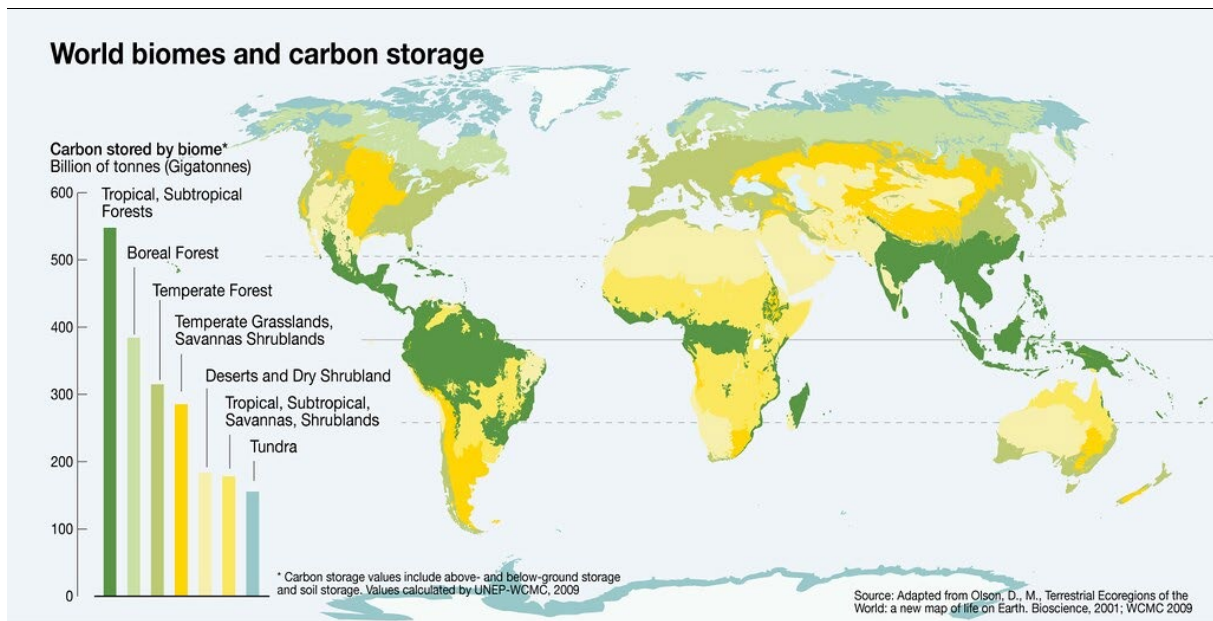 World biomes and carbon storage
Carbon stored by biome*
Billion of tonnes (Gigatonnes)
600
Tropical, Subtropical
Forests
500
Boreal Forest
Temperate Forest
400
Temperate Grasslands,
Savannas Shrublands
300
Deserts and Dry Shrubland
Tropical, Subtropical,
Savannas, Shrublands
200
Tundra
100
0
* Carbon storage values include above- and below-ground storage
and soil storage. Values calculated by UNEP-WCMC, 2009
Source: Adapted from Olson, D., M., Terrestrial Ecoregions of the
World: a new map of life on Earth. Bioscience, 2001; WCMC 2009